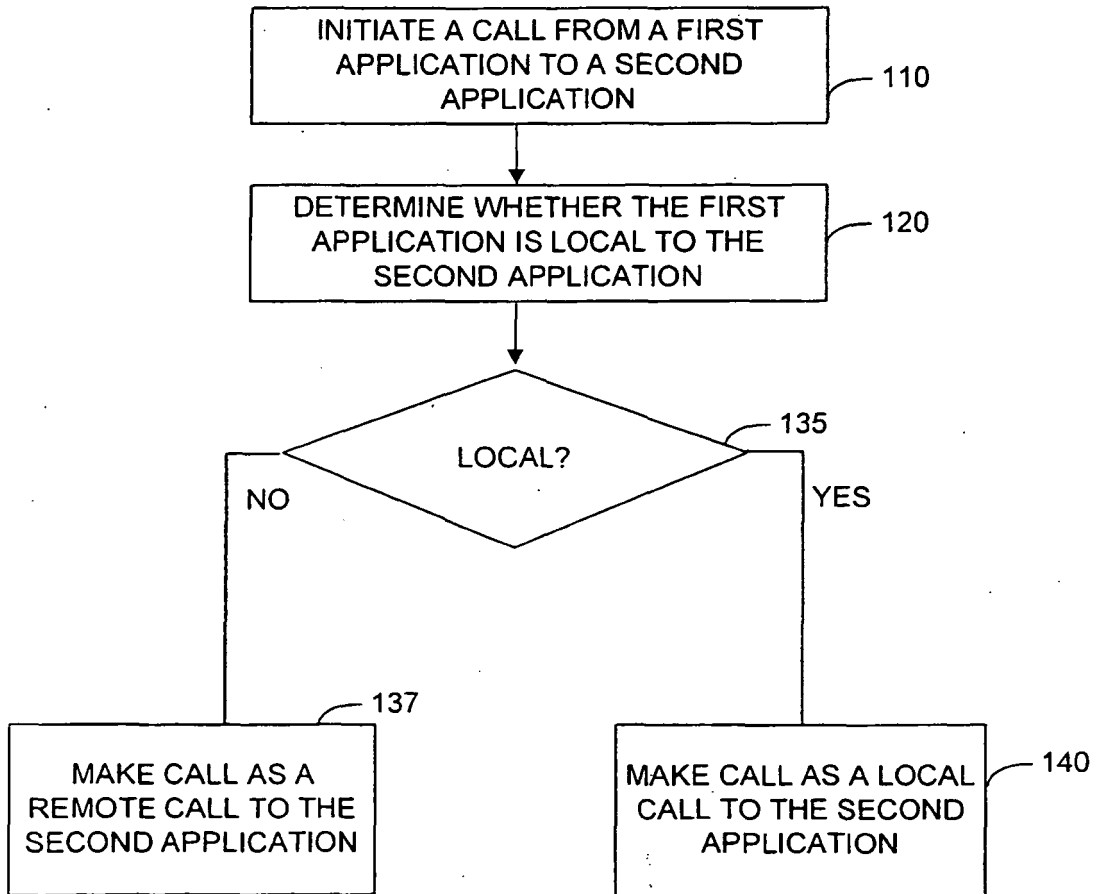 INITIATE A CALL FROM A FIRST
APPLICATION TO A SECOND
APPLICATION
110
DETERMINE WHETHER THE FIRST
APPLICATION IS LOCAL TO THE
SECOND APPLICATION
120
LOCAL?
135
NO
YES
137
MAKE CALL AS A
REMOTE CALL TO THE
SECOND APPLICATION
MAKE CALL AS A LOCAL
CALL TO THE SECOND
APPLICATION
140